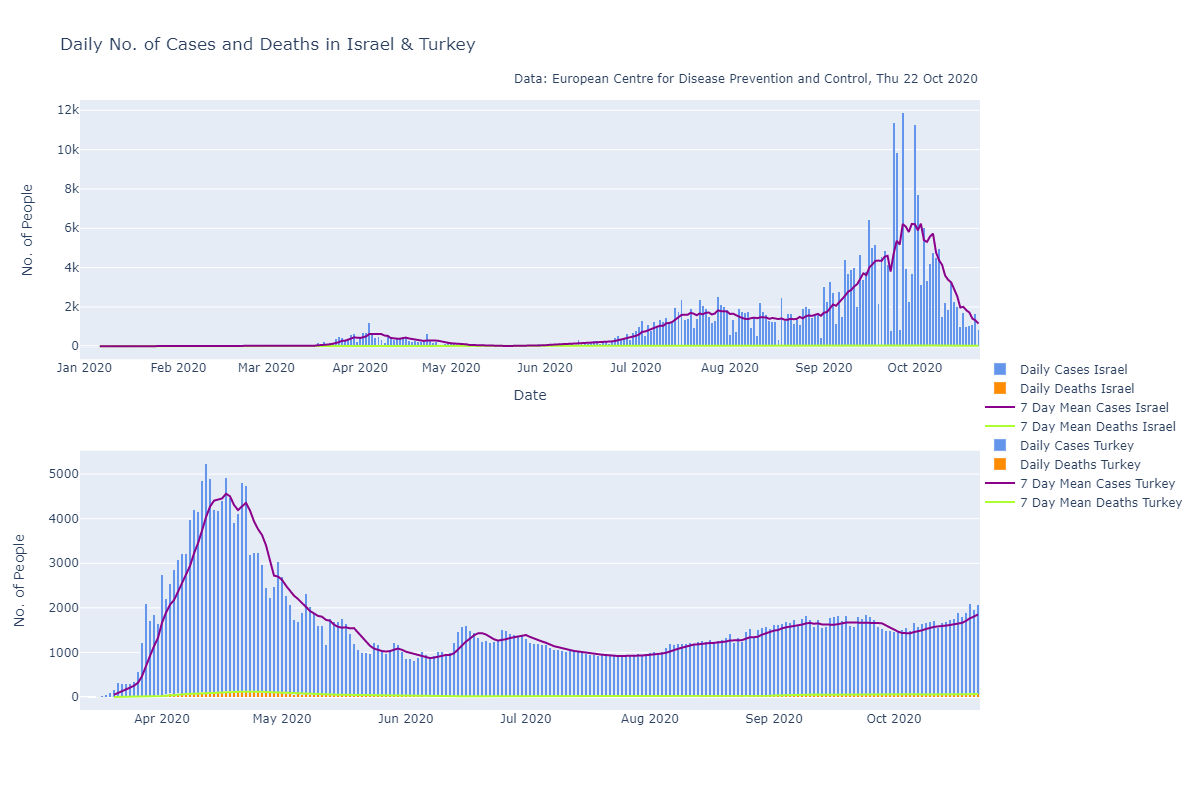 Daily No. of Cases and Deaths in Israel & Turkey
Data: European Centre for Disease Prevention and Control, Thu 22 Oct 2020
12k
10k
8k
6k
4k
2k
0
No. of People
Jan 2020 Feb 2020 Mar 2020 Apr 2020 May 2020 Jun 2020 Jul 2020 Aug 2020 Sep 2020 Oct 2020
Date
Daily Cases Israel
Daily Deaths Israel
7 Day Mean Cases Israel
7 Day Mean Deaths Israel
Daily Cases Turkey
Daily Deaths Turkey
7 Day Mean Cases Turkey
7 Day Mean Deaths Turkey
5000
4000
3000
2000
1000
0
No. of People
Apr 2020 May 2020 Jun 2020 Jul 2020 Aug 2020 Sep 2020 Oct 2020